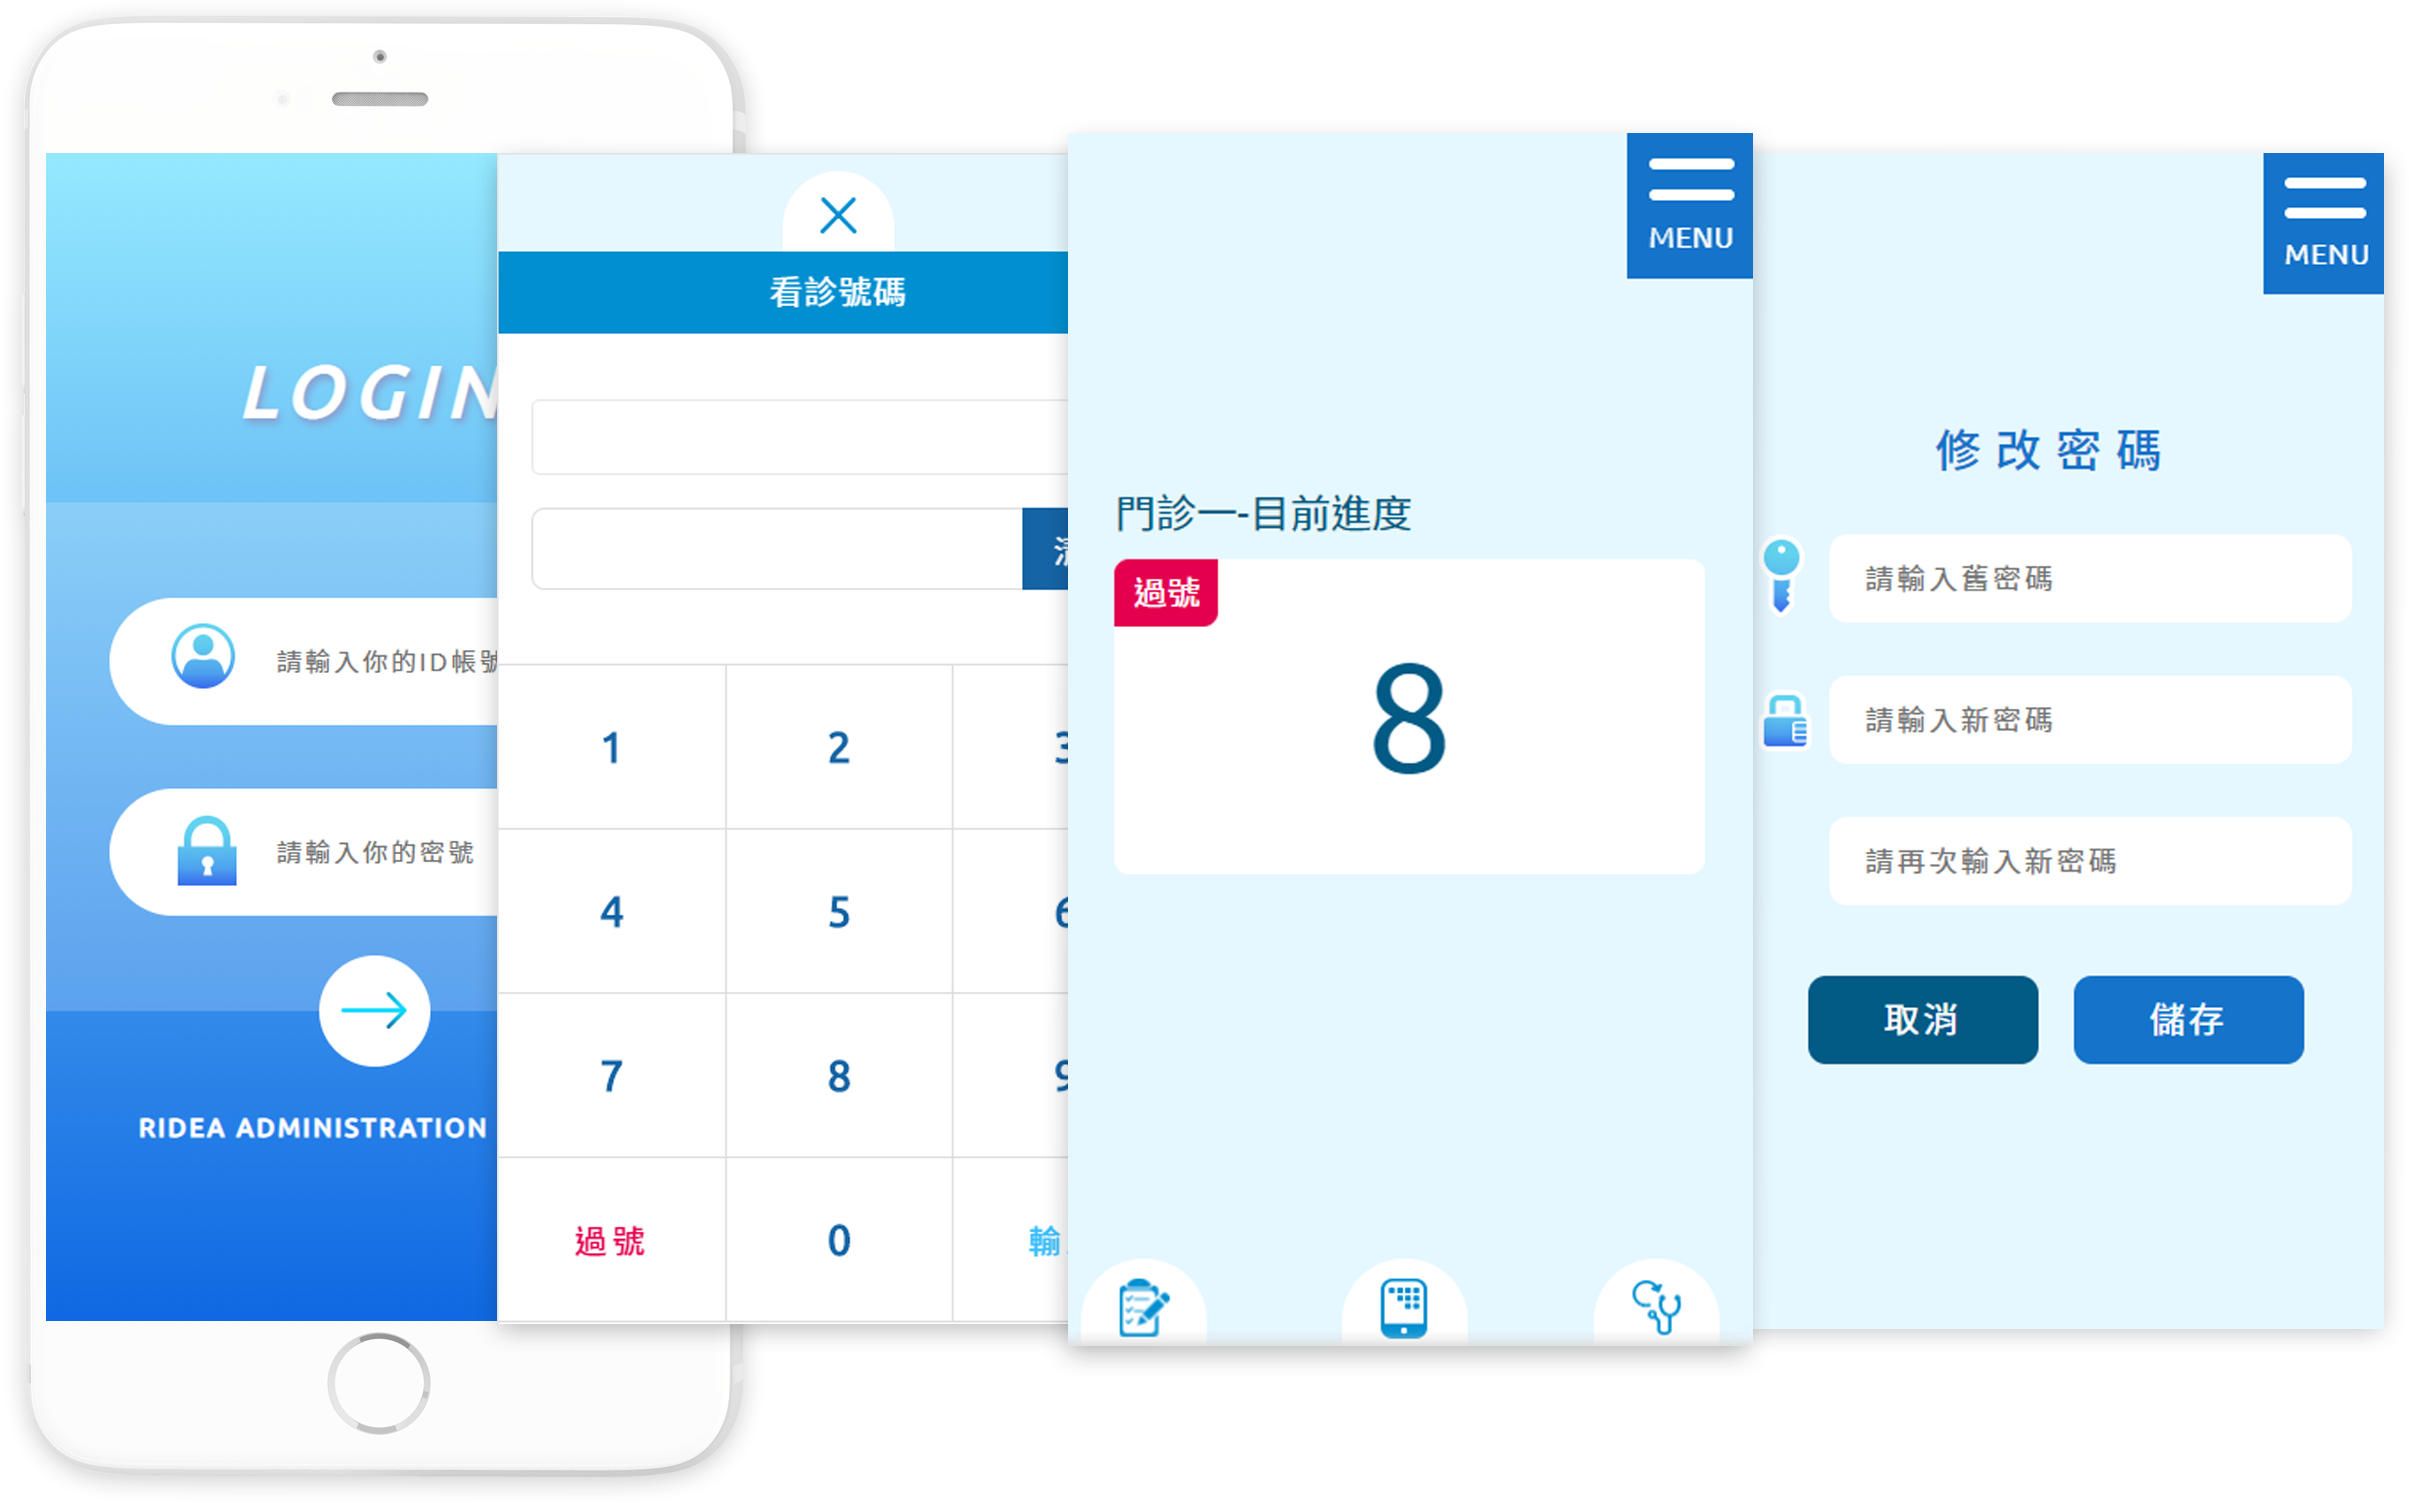 LOGIN
請輸入你的ID帳號
請輸入你的密號
RIDEA ADMINISTRATION
看診號碼
1 2 3
4 5 6
7 8 9
過號 0 輸
MENU
門診一-目前進度
過號
8
MENU
修改密碼
請輸入舊密碼
請輸入新密碼
請再次輸入新密碼
取消 儲存